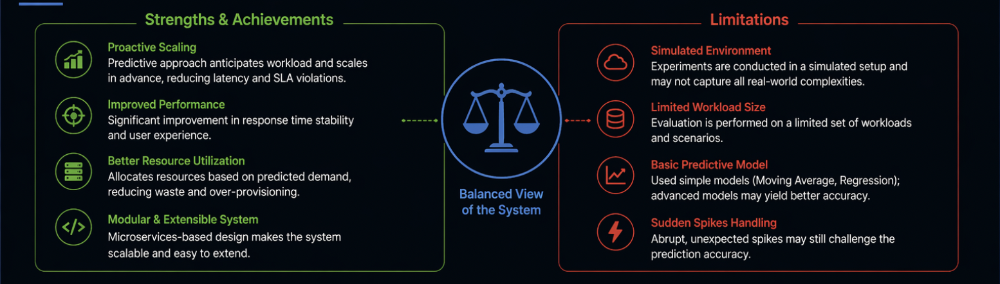 Strengths & Achievements
Proactive Scaling
Predictive approach anticipates workload and scales
in advance, reducing latency and SLA violations.
Improved Performance
Significant improvement in response time stability
and user experience.
Better Resource Utilization
Allocates resources based on predicted demand,
reducing waste and over-provisioning.
</>
Modular & Extensible System
Microservices-based design makes the system
scalable and easy to extend.
Balanced View
of the System
Limitations
Simulated Environment
Experiments are conducted in a simulated setup and
may not capture all real-world complexities.
Limited Workload Size
Evaluation is performed on a limited set of workloads
and scenarios.
Basic Predictive Model
Used simple models (Moving Average, Regression);
advanced models may yield better accuracy.
Sudden Spikes Handling
Abrupt, unexpected spikes may still challenge the
prediction accuracy.